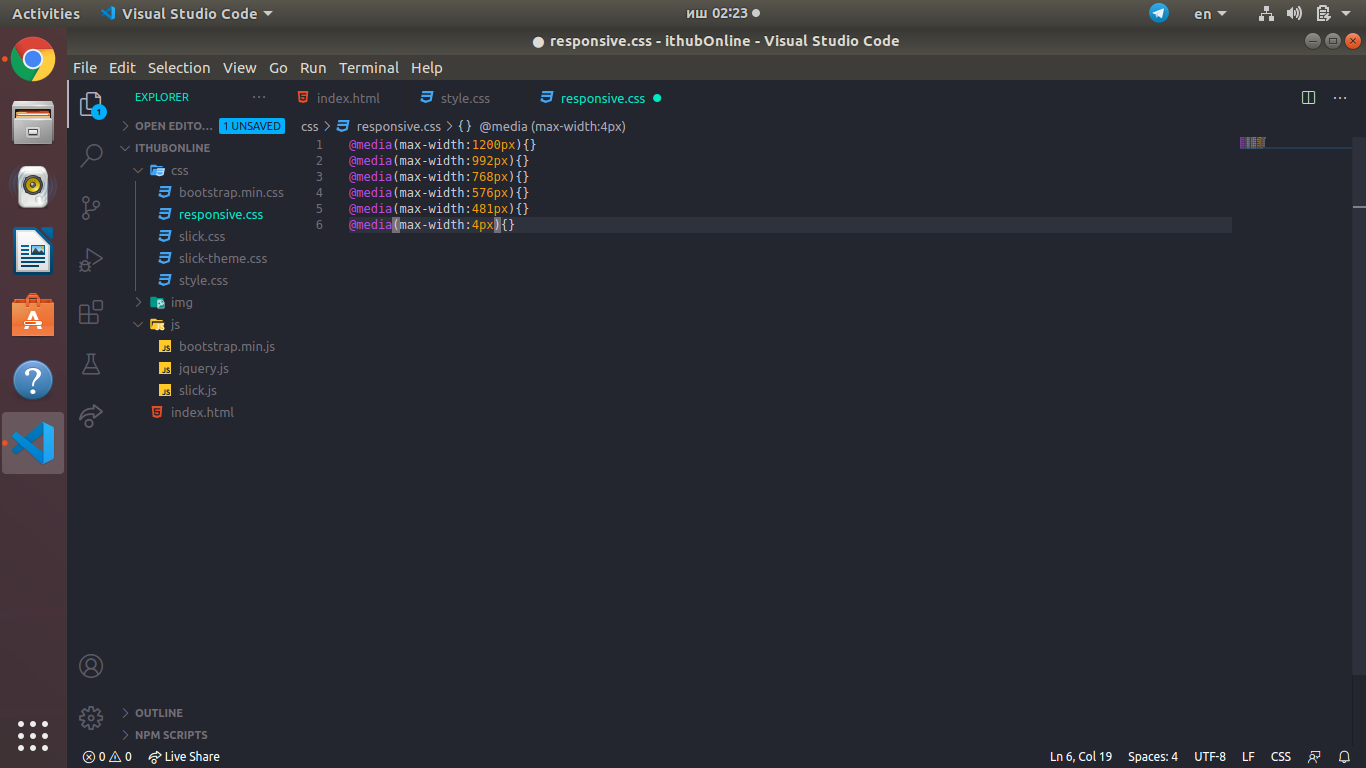 Activities Visual Studio Code иш 02:23 en
responsive.css - ithubOnline - Visual Studio Code
File Edit Selection View Go Run Terminal Help
EXPLORER ··· index.html style.css responsive.css ···
1
OPEN EDITO... 1 UNSAVED
css > responsive.css > {} @media (max-width:4px)
ITHUBONLINE
css
bootstrap.min.css
responsive.css
slick.css
slick-theme.css
style.css
img
js
bootstrap.min.js
jquery.js
slick.js
index.html
1 @media(max-width:1200px){}
2 @media(max-width:992px){}
3 @media(max-width:768px){}
4 @media(max-width:576px){}
5 @media(max-width:481px){}
6 @media(max-width:4px){}
OUTLINE
NPM SCRIPTS
0 0 Live Share Ln 6, Col 19 Spaces: 4 UTF-8 LF CSS